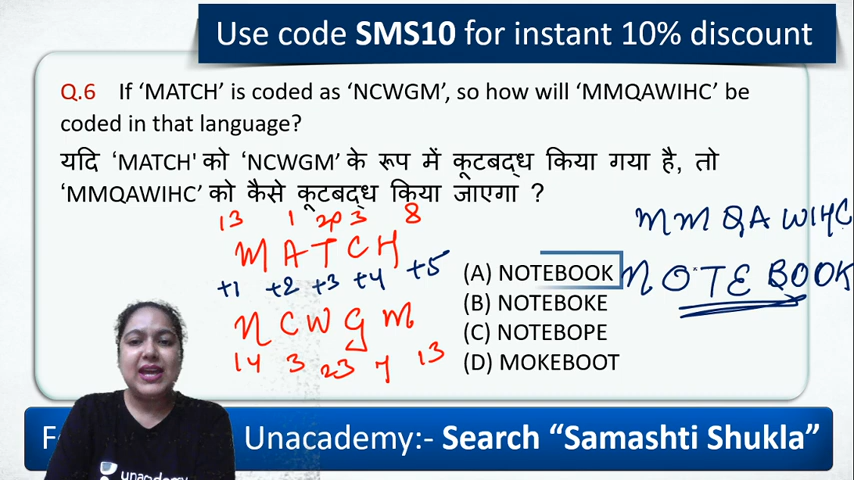 Use code SMS10 for instant 10% discount
Q.6 If ‘MATCH’ is coded as ‘NCWGM’, so how will ‘MMQAWIHC’ be
coded in that language?
यदि ‘MATCH' को ‘NCWGM’ के रूप में कूटबद्ध किया गया है, तो
‘MMQAWIHC’ को कैसे कूटबद्ध किया जाएगा ?
13 1 20 3 8
MATCH
+1 +2 +3 +4 +5
NCWGM
14 3 23 7 13
MMQAWIHC
NOTEBOOK
(A) NOTEBOOK
(B) NOTEBOKE
(C) NOTEBOPE
(D) MOKEBOOT
Unacademy:- Search “Samashti Shukla”
unacademy